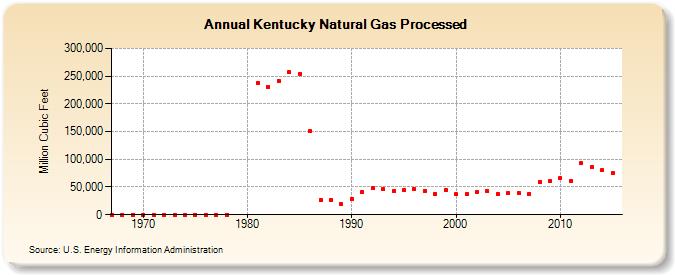 Annual Kentucky Natural Gas Processed
Million Cubic Feet
300,000
250,000
200,000
150,000
100,000
50,000
0
1970 1980 1990 2000 2010
Source: U.S. Energy Information Administration